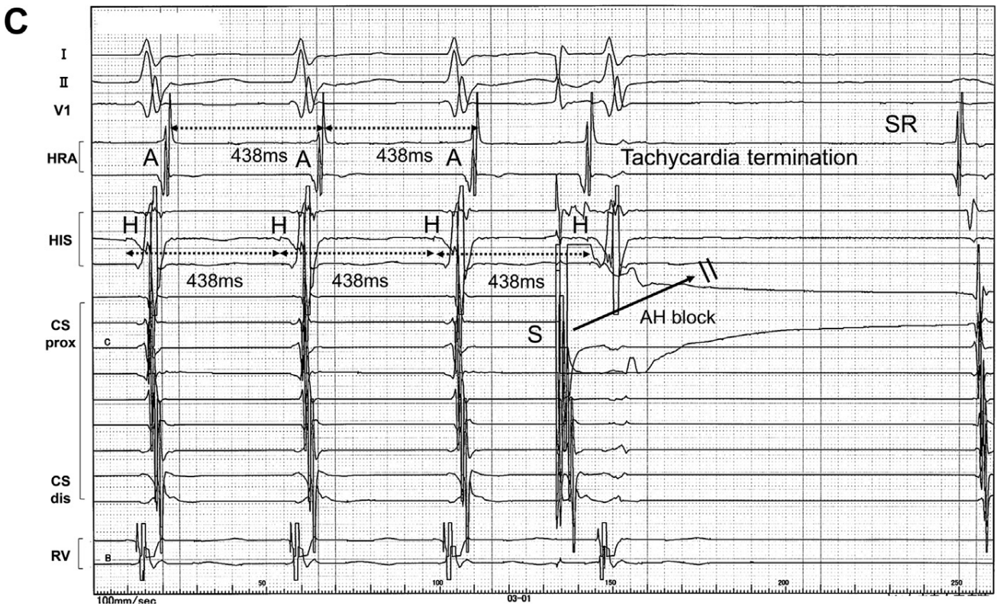 C
I
II
V1
SR
438ms
438ms
HRA
A
A
A
Tachycardia termination
H
H
H
H
HIS
438ms
438ms
438ms
AH block
CS
prox
C
S
CS
dis
RV
B
50
100
150
200
250
100mm/sec
03-01